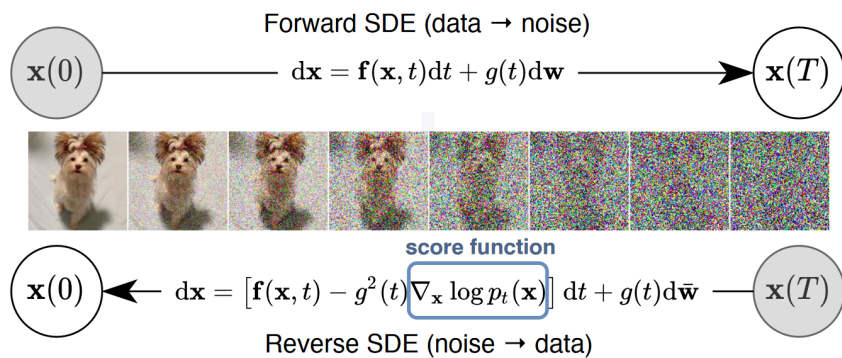 Forward SDE (data → noise)
x(0) dx = f(x, t)dt + g(t)dw x(T)
score function
x(0) dx = [f(x, t) − g²(t)∇ₓ log pₜ(x)] dt + g(t)dw̄ x(T)
Reverse SDE (noise → data)